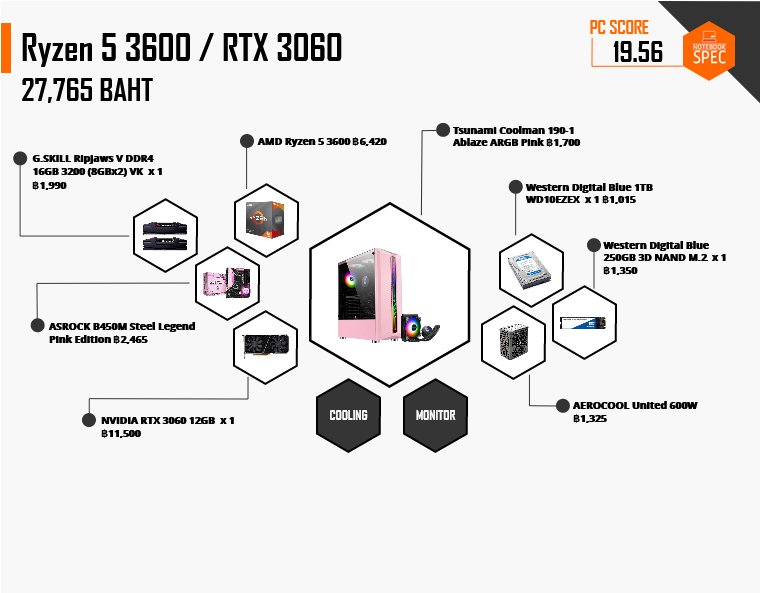 Ryzen 5 3600 / RTX 3060
27,765 BAHT
PC SCORE
19.56
NOTEBOOK
SPEC
G.SKILL Ripjaws V DDR4
16GB 3200 (8GBx2) VK x 1
฿1,990
AMD Ryzen 5 3600 ฿6,420
Tsunami Coolman 190-1
Ablaze ARGB Pink ฿1,700
Western Digital Blue 1TB
WD10EZEX x 1 ฿1,015
Western Digital Blue
250GB 3D NAND M.2 x 1
฿1,350
ASROCK B450M Steel Legend
Pink Edition ฿2,465
NVIDIA RTX 3060 12GB x 1
฿11,500
COOLING
MONITOR
AEROCOOL United 600W
฿1,325
RYZEN